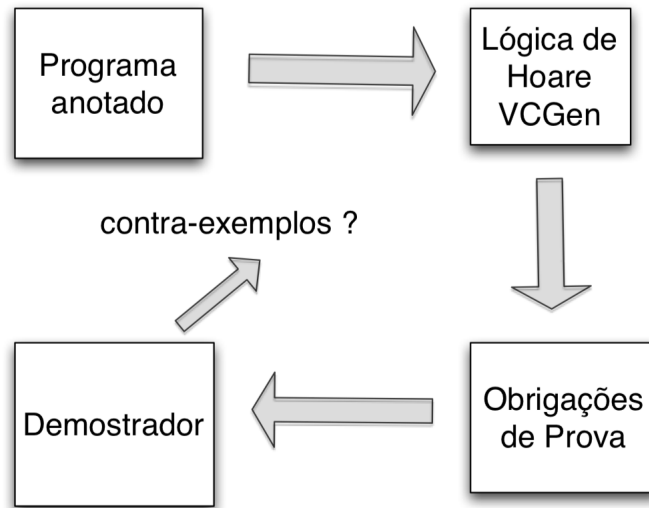 Programa
anotado
Lógica de
Hoare
VCGen
contra-exemplos ?
Demostrador
Obrigações
de Prova